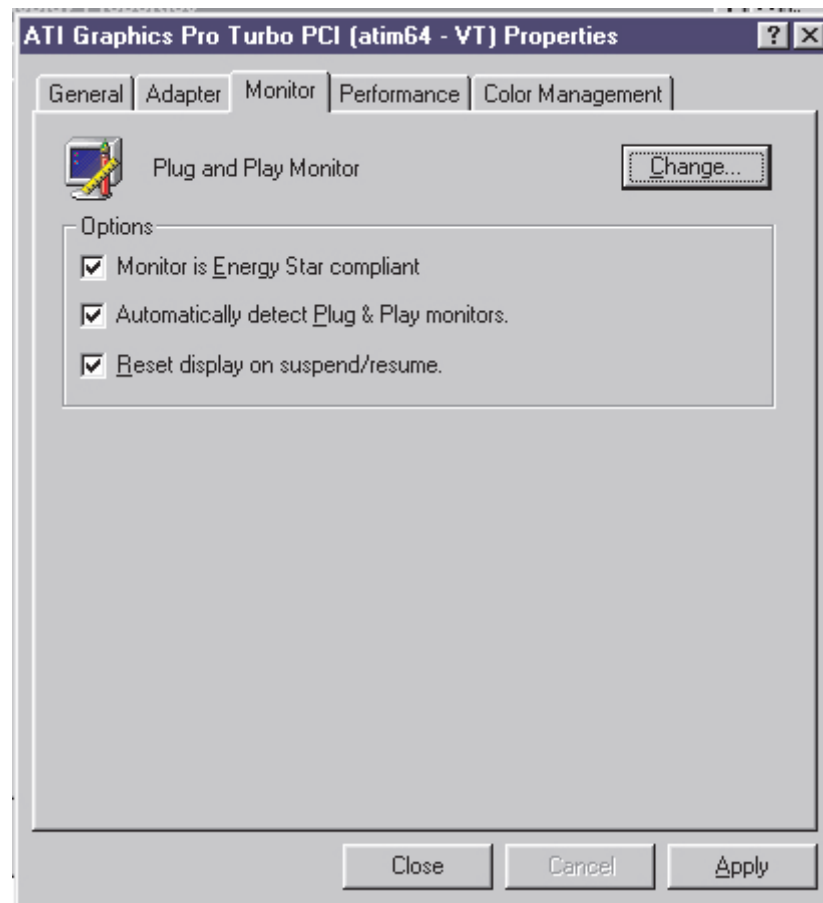 ATI Graphics Pro Turbo PCI (atim64 - VT) Properties
General Adapter Monitor Performance Color Management
Plug and Play Monitor Change...
Options
Monitor is Energy Star compliant
Automatically detect Plug & Play monitors.
Reset display on suspend/resume.
Close Cancel Apply